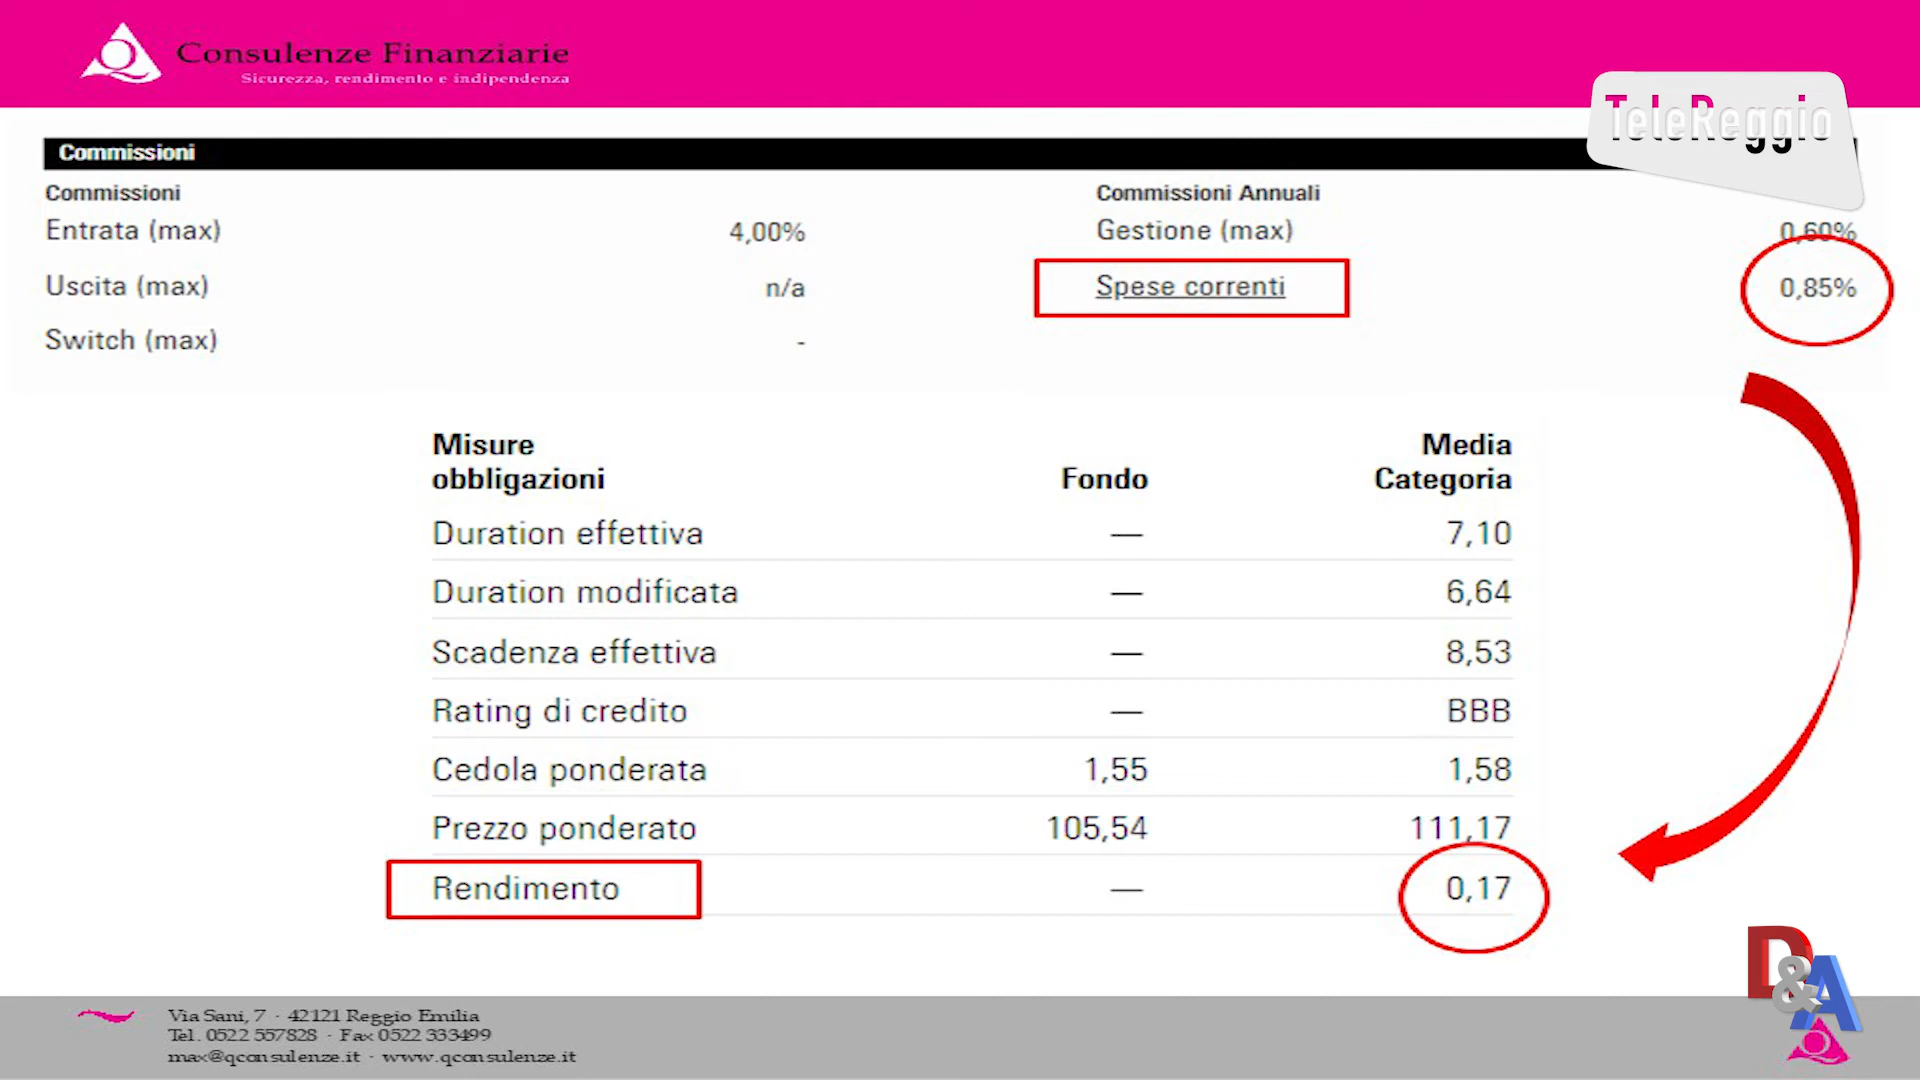 Consulenze Finanziarie
Sicurezza, rendimento e indipendenza
TeleReggio
Commissioni
Commissioni
Commissioni Annuali
Entrata (max) 4,00% Gestione (max) 0,60%
Uscita (max) n/a Spese correnti 0,85%
Switch (max) -
Misure obbligazioni Fondo Media Categoria
Duration effettiva — 7,10
Duration modificata — 6,64
Scadenza effettiva — 8,53
Rating di credito — BBB
Cedola ponderata 1,55 1,58
Prezzo ponderato 105,54 111,17
Rendimento — 0,17
D&A
Via Sani, 7 · 42121 Reggio Emilia
Tel. 0522 557828 · Fax 0522 333499
max@qconsulenze.it · www.qconsulenze.it